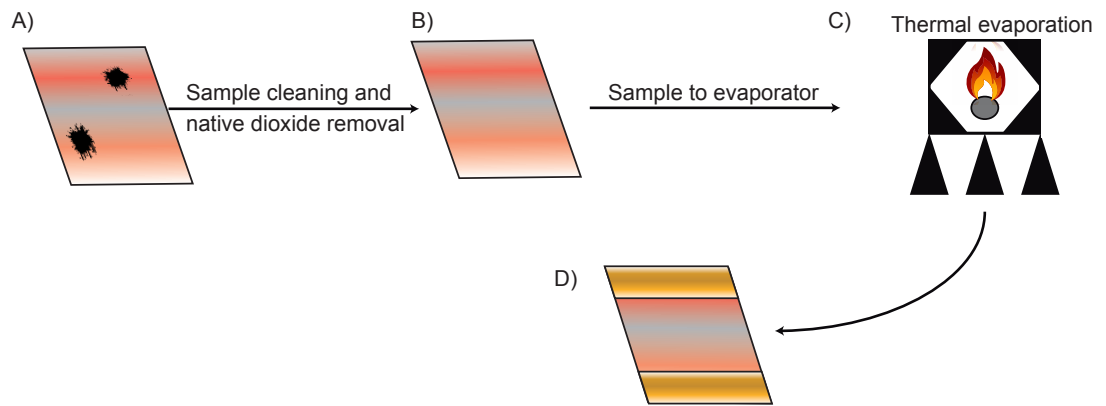 A)
Sample cleaning and
native dioxide removal
B)
Sample to evaporator
C)
Thermal evaporation
D)